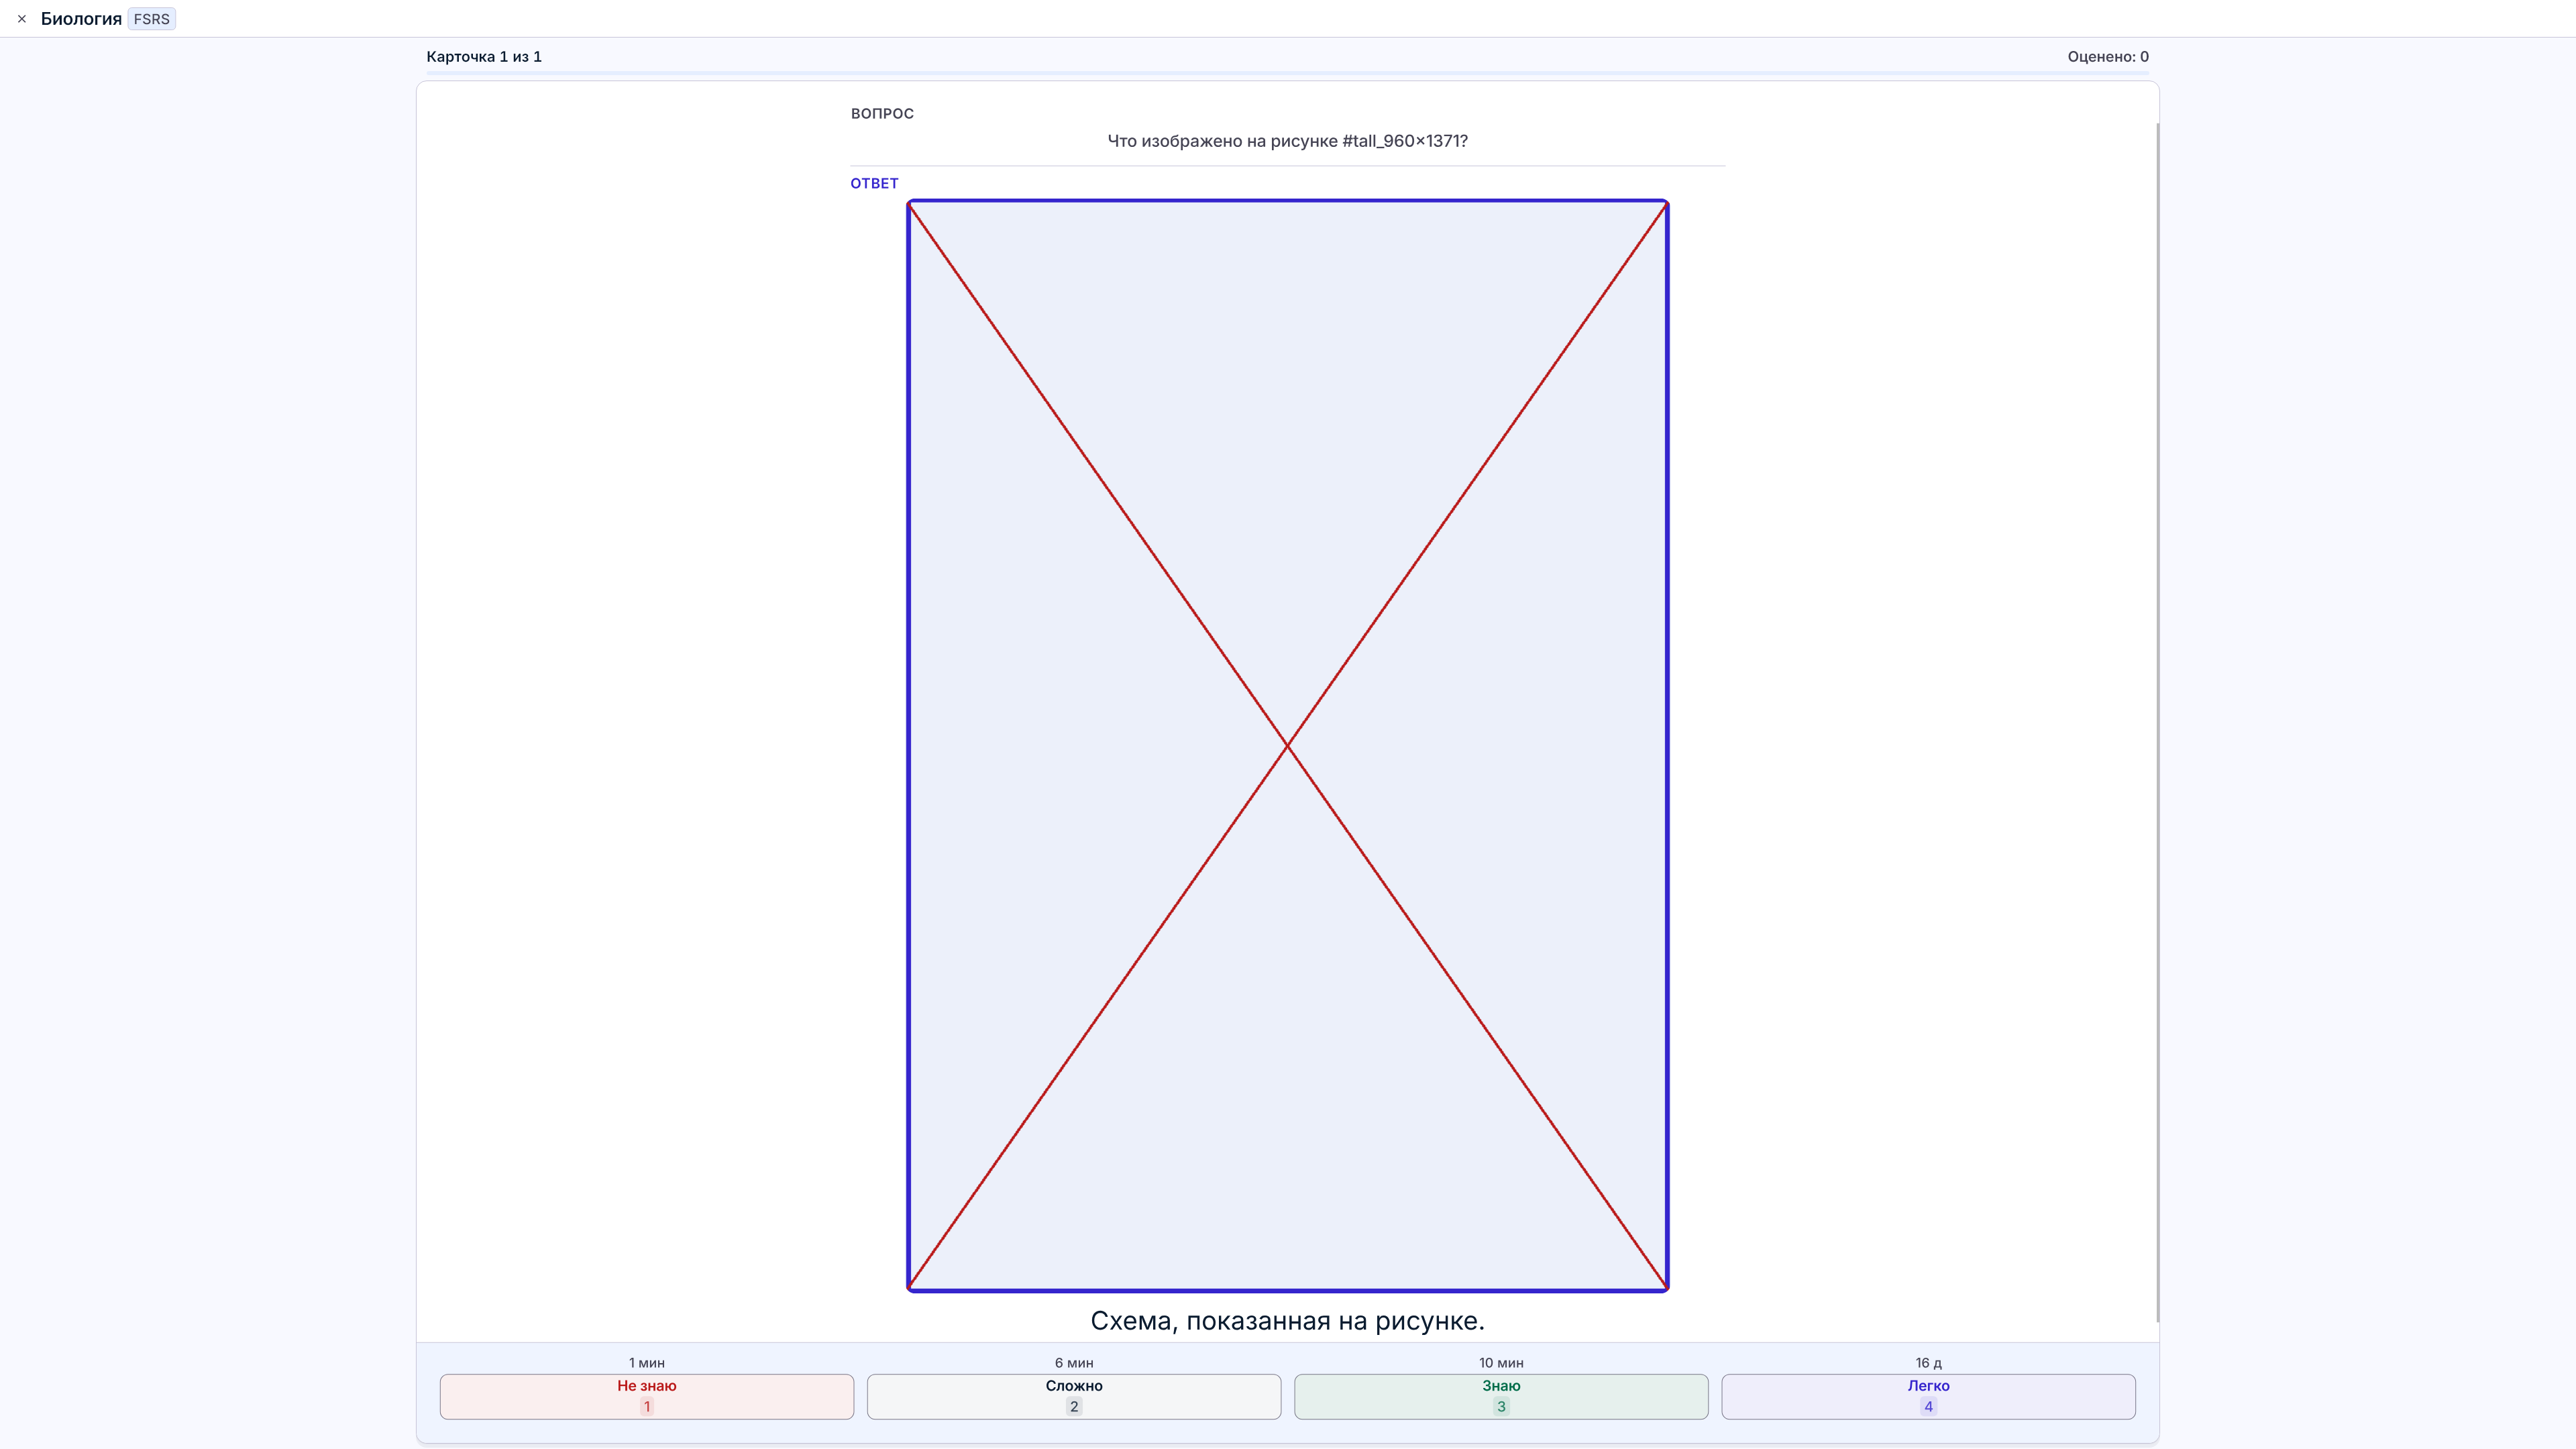 Биология FSRS
Карточка 1 из 1
Оценено: 0
ВОПРОС
Что изображено на рисунке #tall_960×1371?
ОТВЕТ
Схема, показанная на рисунке.
1 мин
Не знаю
1
6 мин
Сложно
2
10 мин
Знаю
3
16 д
Легко
4